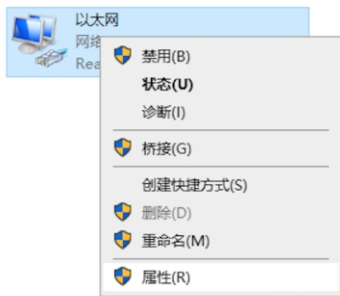 以太网
网络
Rea
禁用(B)
状态(U)
诊断(I)
桥接(G)
创建快捷方式(S)
删除(D)
重命名(M)
属性(R)